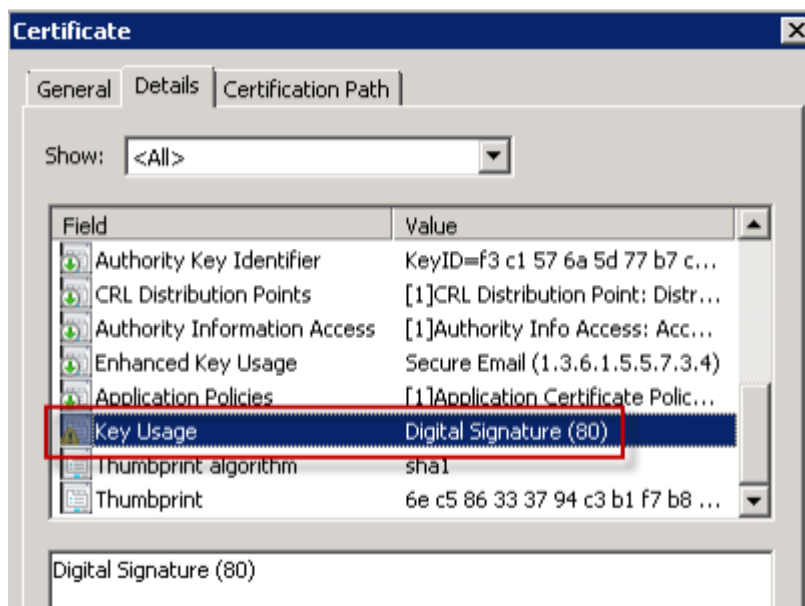 Certificate
General Details Certification Path
Show: <All>
Field Value
Authority Key Identifier KeyID=f3 c1 57 6a 5d 77 b7 c...
CRL Distribution Points [1]CRL Distribution Point: Distr...
Authority Information Access [1]Authority Info Access: Acc...
Enhanced Key Usage Secure Email (1.3.6.1.5.5.7.3.4)
Application Policies [1]Application Certificate Polic...
Key Usage Digital Signature (80)
Thumbprint algorithm sha1
Thumbprint 6e c5 86 33 37 94 c3 b1 f7 b8 ...
Digital Signature (80)